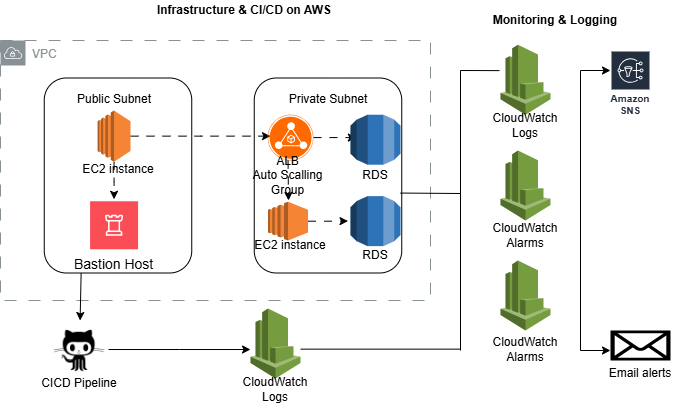 Infrastructure & CI/CD on AWS
Monitoring & Logging
VPC
Public Subnet
EC2 instance
Bastion Host
Private Subnet
ALB
Auto Scalling
Group
RDS
EC2 instance
RDS
CloudWatch
Logs
CloudWatch
Alarms
CloudWatch
Alarms
Amazon
SNS
Email alerts
CICD Pipeline
CloudWatch
Logs